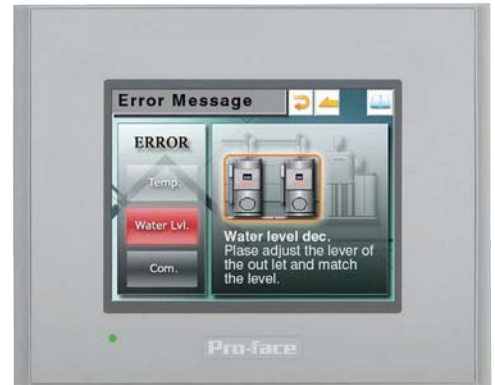 Error Message
ERROR
Temp.
Water Lvl.
Com.
Water level dec.
Plase adjust the lever of
the out let and match
the level.
Pro-face